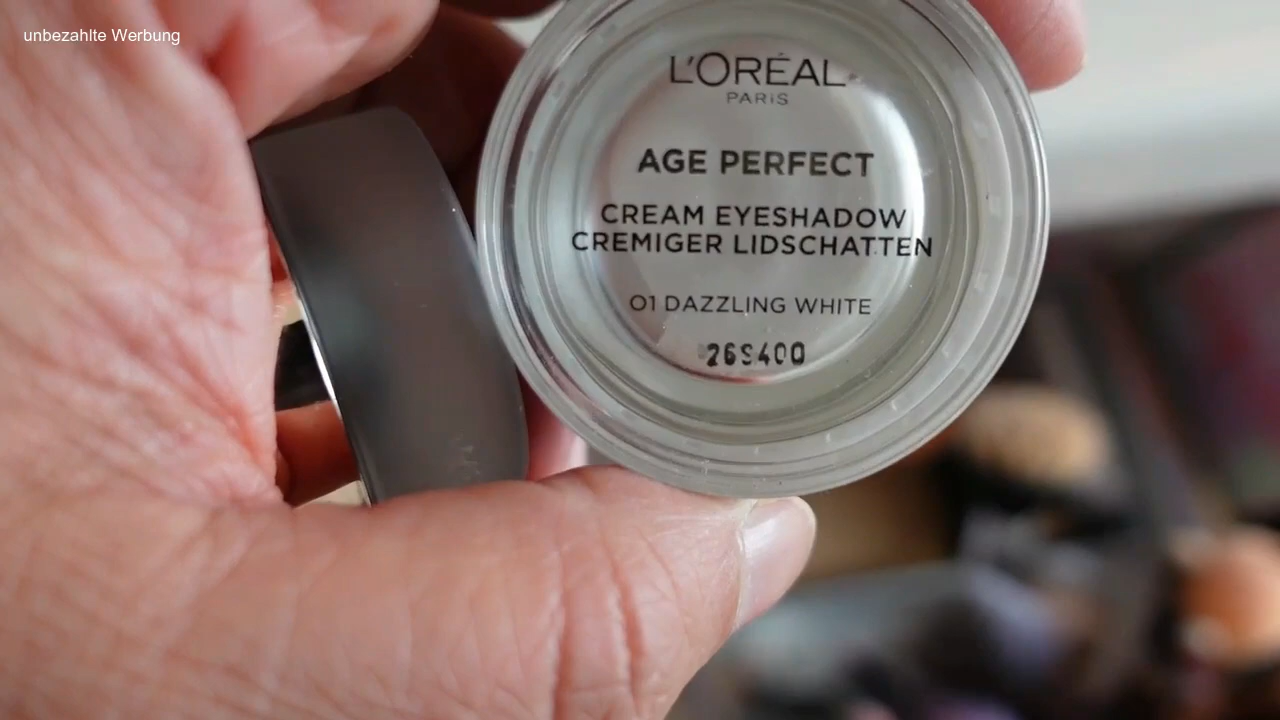 unbezahlte Werbung
L'ORÉAL
PARiS
AGE PERFECT
CREAM EYESHADOW
CREMIGER LIDSCHATTEN
01 DAZZLING WHITE
26S400